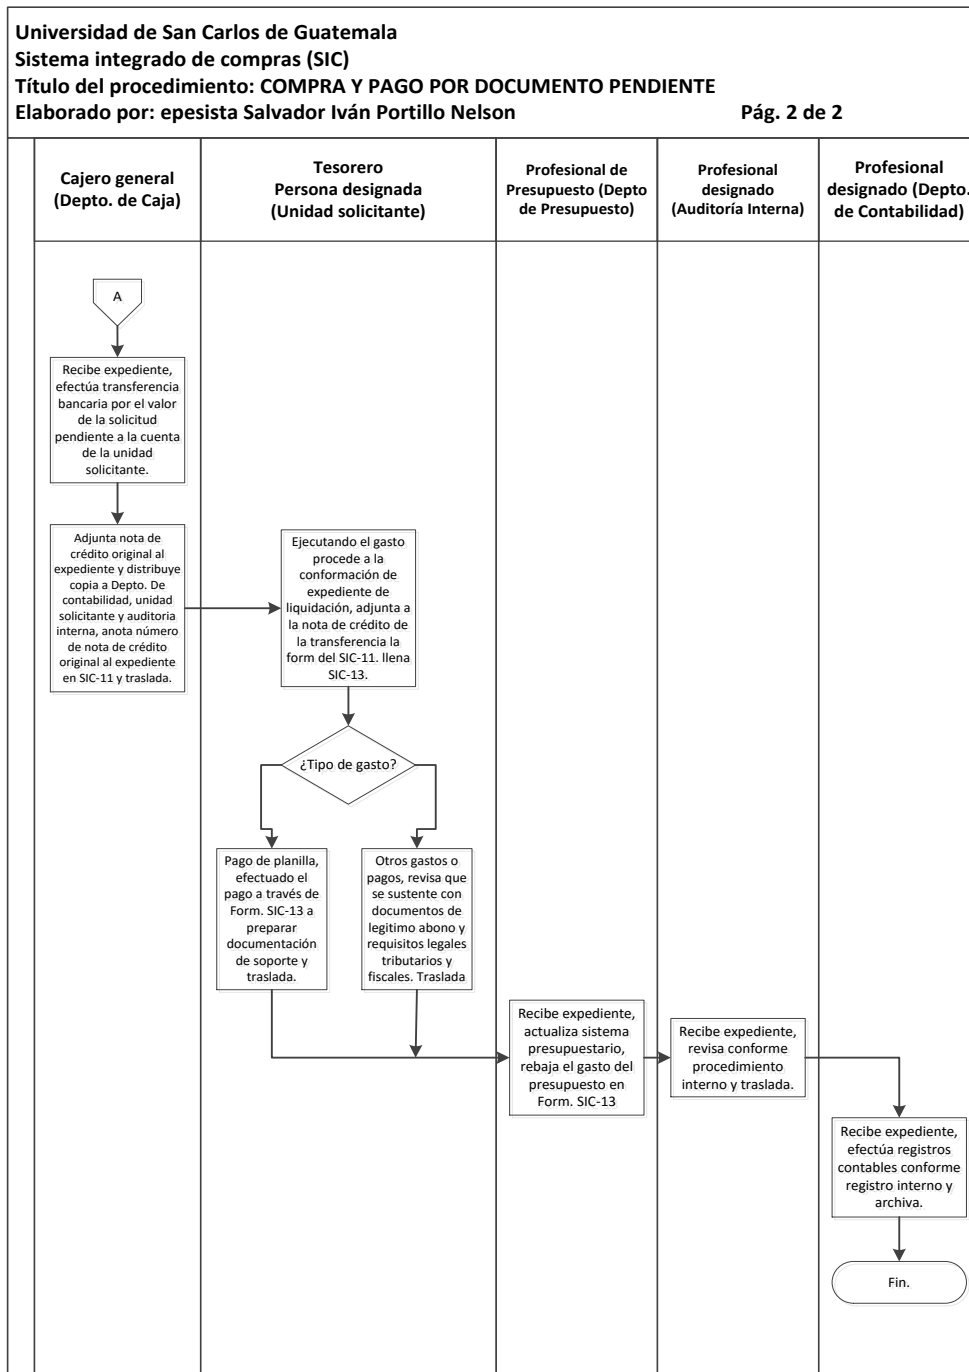 Universidad de San Carlos de Guatemala
Sistema integrado de compras (SIC)
Título del procedimiento: COMPRA Y PAGO POR DOCUMENTO PENDIENTE
Elaborado por: epesista Salvador Iván Portillo Nelson Pág. 2 de 2
Cajero general
(Depto. de Caja)
Tesorero
Persona designada
(Unidad solicitante)
Profesional de
Presupuesto (Depto
de Presupuesto)
Profesional
designado
(Auditoría Interna)
Profesional
designado (Depto.
de Contabilidad)
A
Recibe expediente,
efectúa transferencia
bancaria por el valor
de la solicitud
pendiente a la cuenta
de la unidad
solicitante.
Adjunta nota de
crédito original al
expediente y distribuye
copia a Depto. De
contabilidad, unidad
solicitante y auditoria
interna, anota número
de nota de crédito
original al expediente
en SIC-11 y traslada.
Ejecutando el gasto
procede a la
conformación de
expediente de
liquidación, adjunta a
la nota de crédito de
la transferencia la
form del SIC-11. llena
SIC-13.
¿Tipo de gasto?
Pago de planilla,
efectuado el
pago a través de
Form. SIC-13 a
preparar
documentación
de soporte y
traslada.
Otros gastos o
pagos, revisa que
se sustente con
documentos de
legitimo abono y
requisitos legales
tributarios y
fiscales. Traslada
Recibe expediente,
actualiza sistema
presupuestario,
rebaja el gasto del
presupuesto en
Form. SIC-13
Recibe expediente,
revisa conforme
procedimiento
interno y traslada.
Recibe expediente,
efectúa registros
contables conforme
registro interno y
archiva.
Fin.